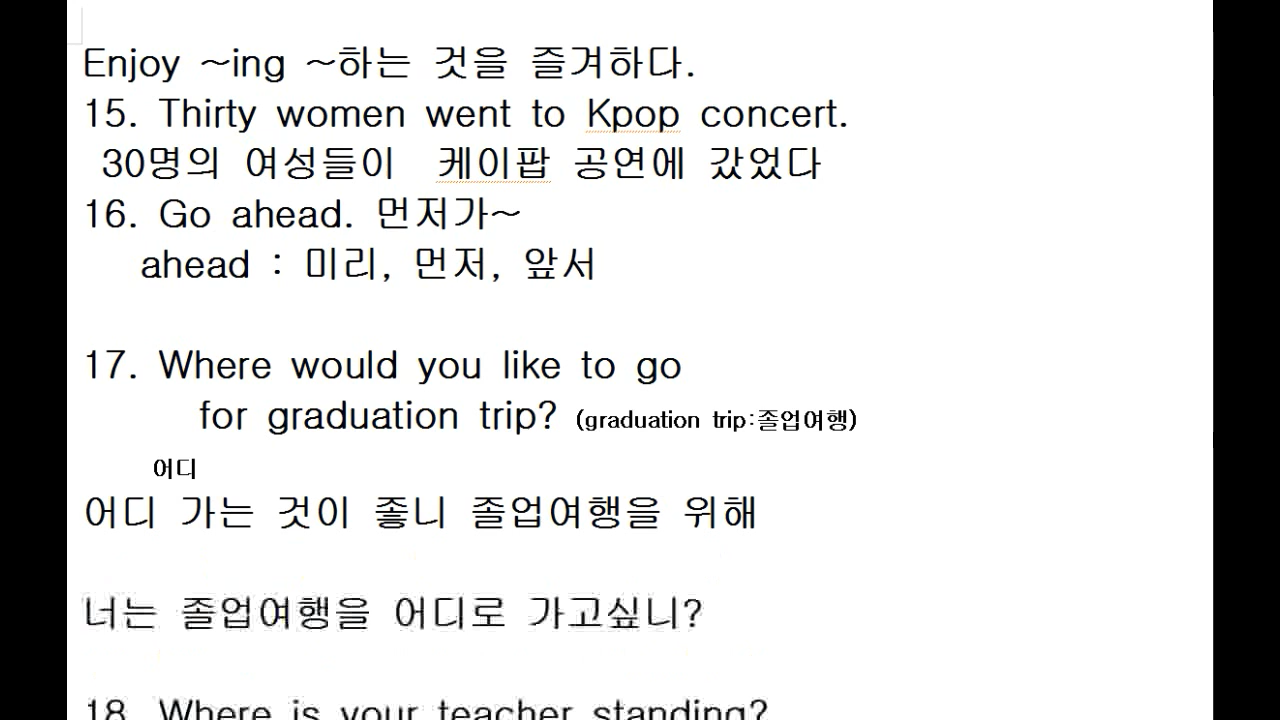 Enjoy ~ing ~하는 것을 즐겨하다.
15. Thirty women went to Kpop concert.
30명의 여성들이 케이팝 공연에 갔었다
16. Go ahead. 먼저가~
ahead : 미리, 먼저, 앞서
17. Where would you like to go
for graduation trip? (graduation trip:졸업여행)
어디
어디 가는 것이 좋니 졸업여행을 위해
너는 졸업여행을 어디로 가고싶니?
18. Where is your teacher standing?